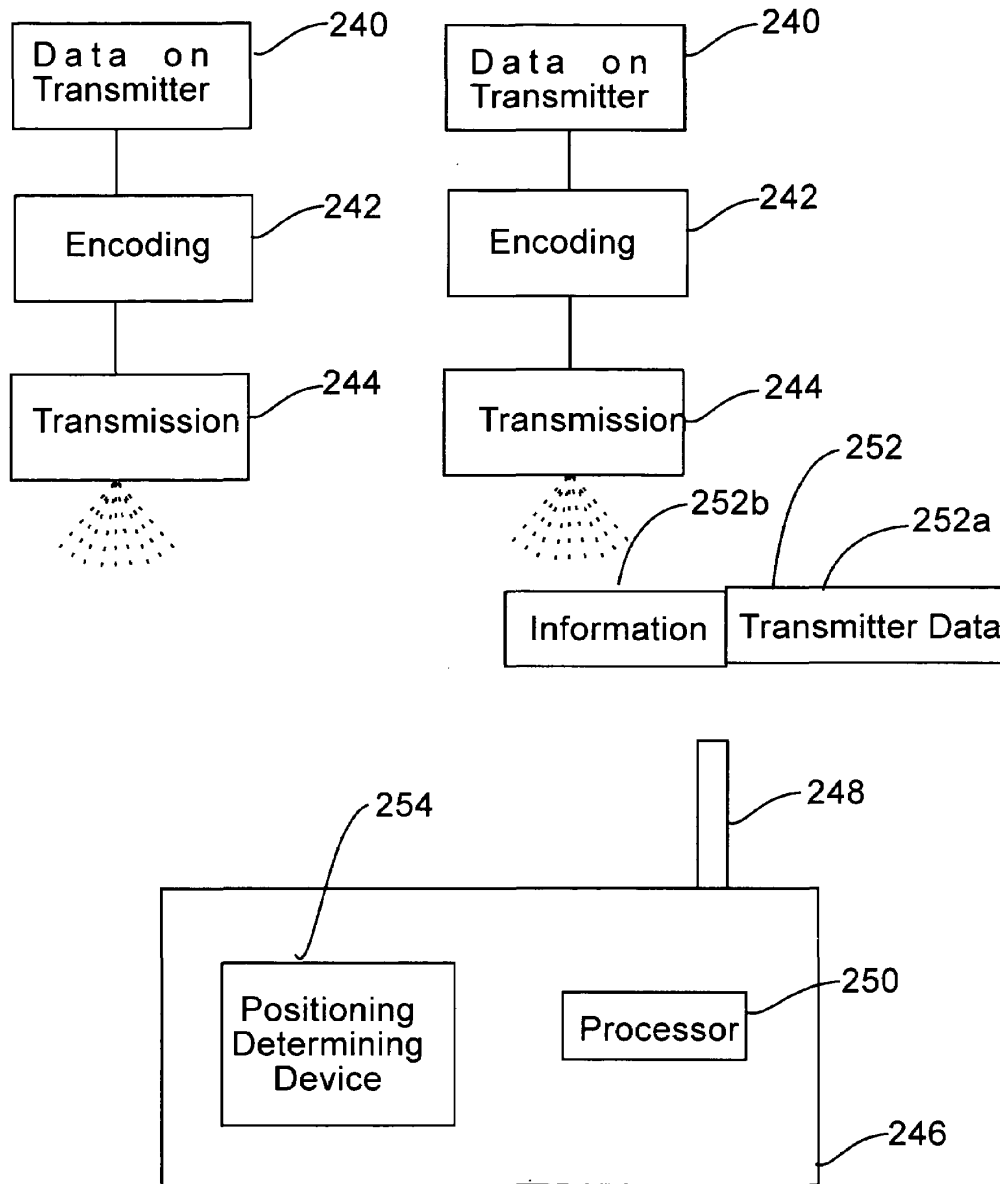 240
240
Data on
Transmitter
Data on
Transmitter
242
242
Encoding
Encoding
244
244
Transmission
Transmission
252
252b
252a
Information
Transmitter Data
248
254
250
Positioning
Determining
Device
Processor
246